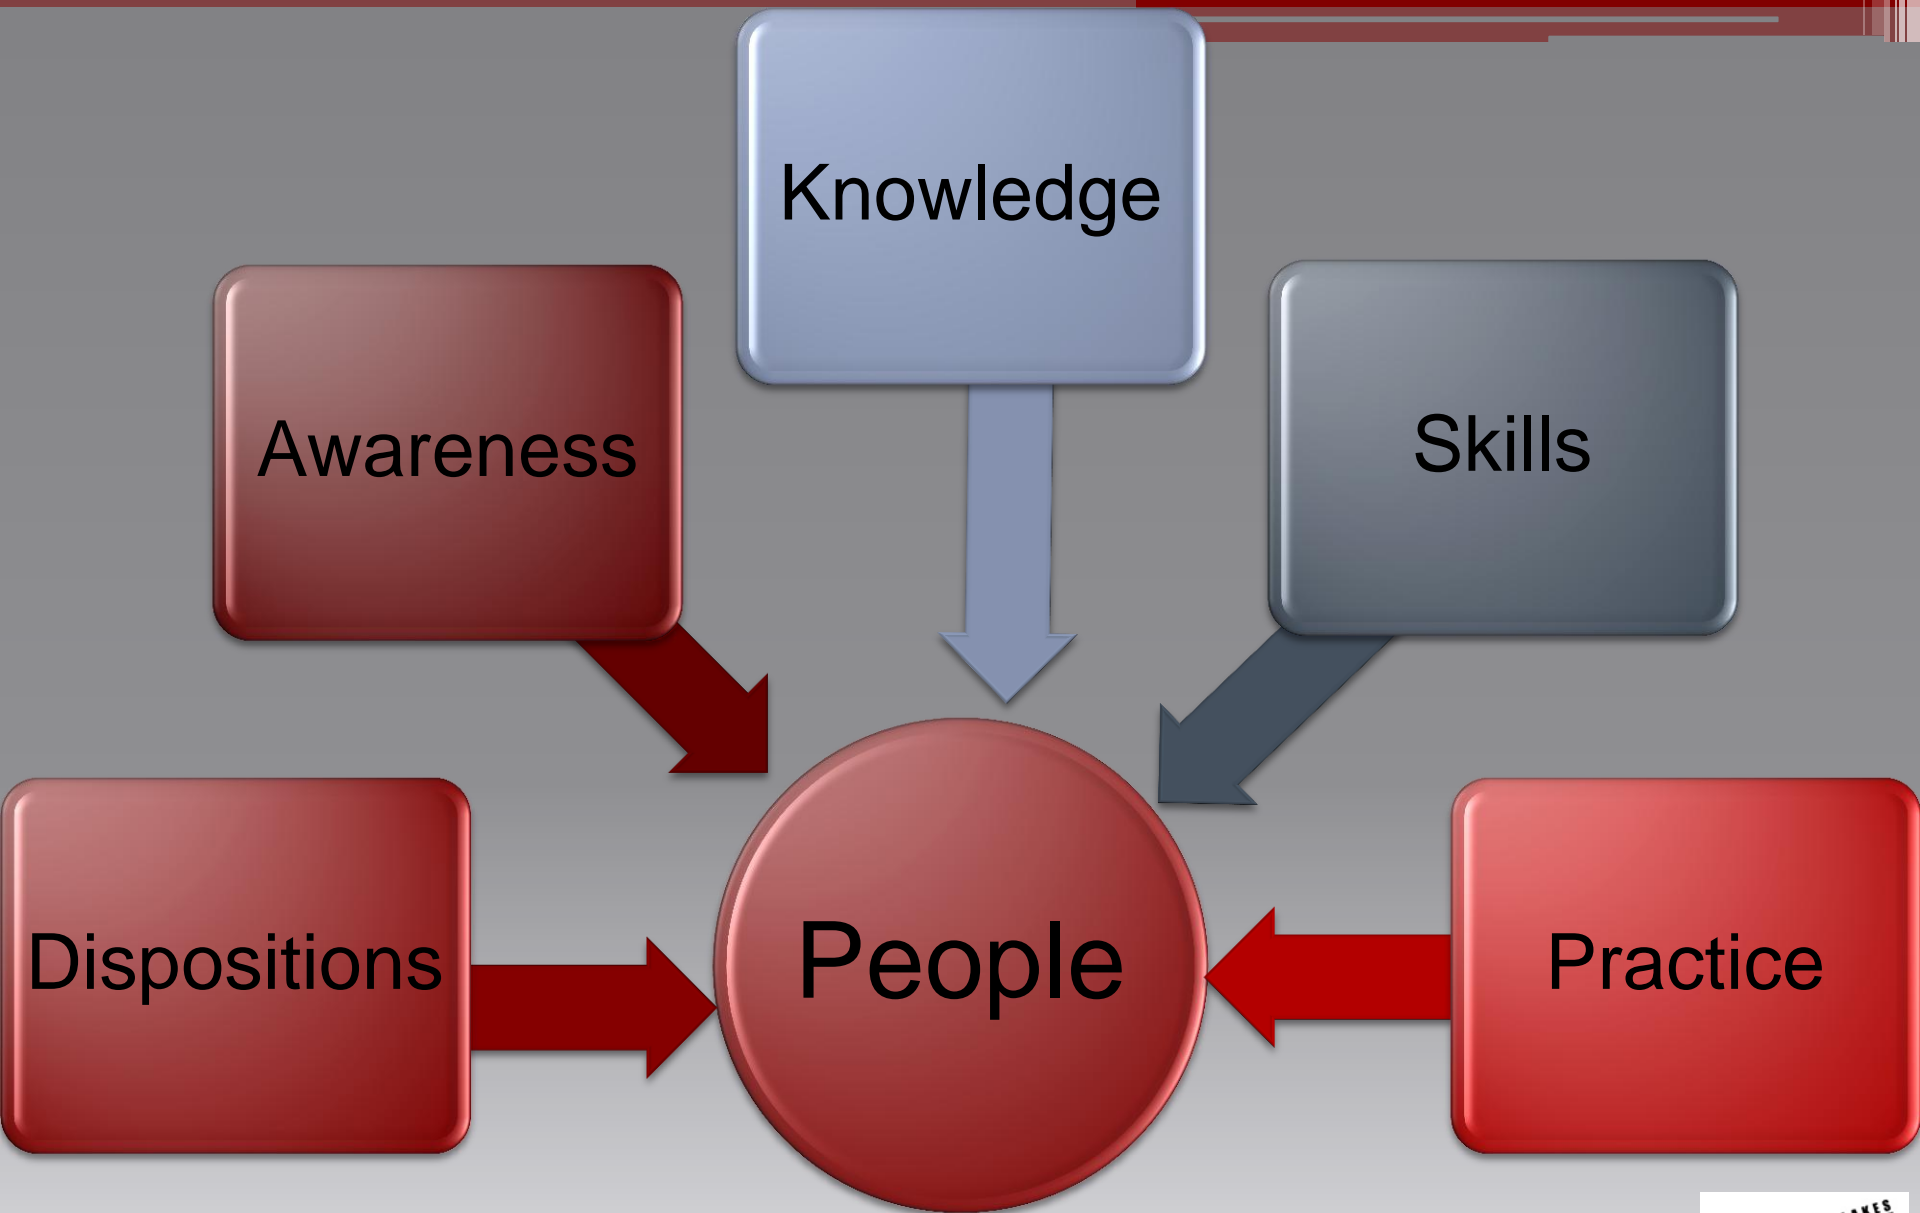 Knowledge
Awareness
Skills
Dispositions
People
Practice